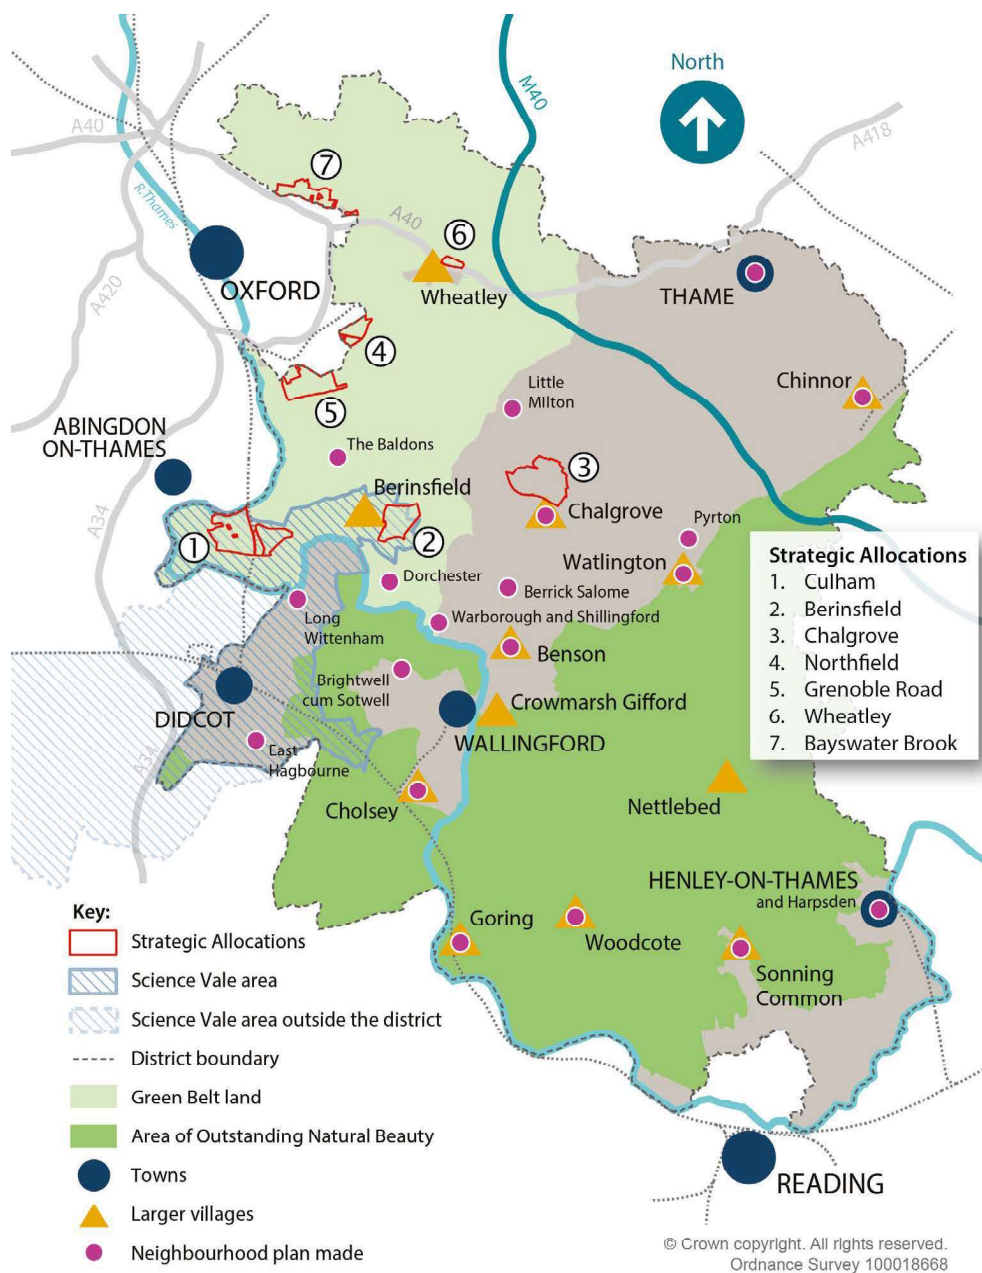 North
M40
A418
A40
R.Thames
7
A40
6
OXFORD
Wheatley
THAME
A420
4
Chinnor
5
Little
MIlton
ABINGDON
ON-THAMES
The Baldons
3
Berinsfield
Chalgrove
A34
1
2
Pyrton
Watlington
Dorchester
Berrick Salome
Long
Wittenham
Warborough and Shillingford
Benson
Brightwell
cum Sotwell
Crowmarsh Gifford
DIDCOT
WALLINGFORD
East
Hagbourne
A34
Cholsey
Nettlebed
Strategic Allocations
1. Culham
2. Berinsfield
3. Chalgrove
4. Northfield
5. Grenoble Road
6. Wheatley
7. Bayswater Brook
HENLEY-ON-THAMES
and Harpsden
Goring
Woodcote
Sonning
Common
READING
Key:
Strategic Allocations
Science Vale area
Science Vale area outside the district
District boundary
Green Belt land
Area of Outstanding Natural Beauty
Towns
Larger villages
Neighbourhood plan made
© Crown copyright. All rights reserved.
Ordnance Survey 100018668